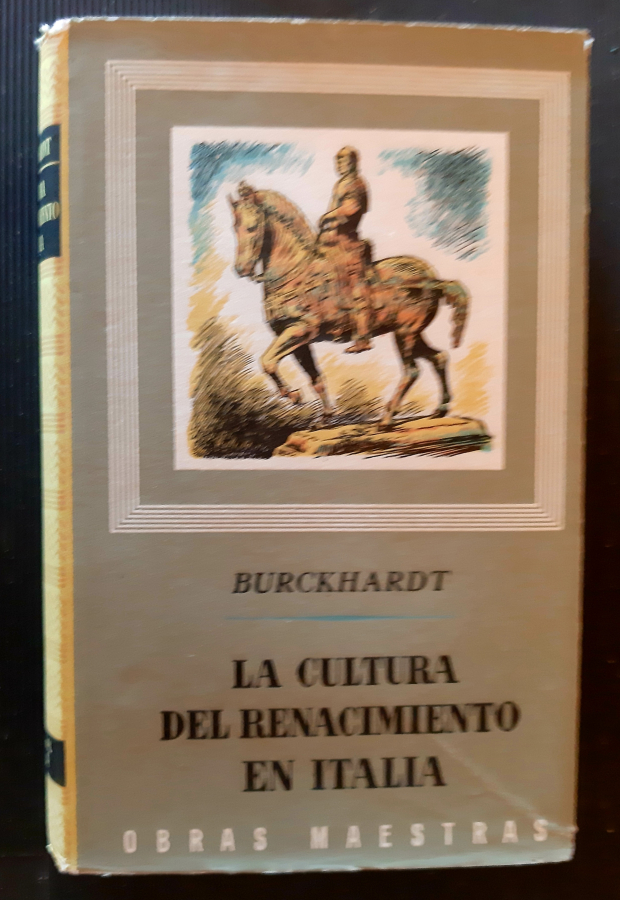 BURCKHARDT
LA CULTURA
DEL RENACIMIENTO
EN ITALIA
OBRAS MAESTRAS